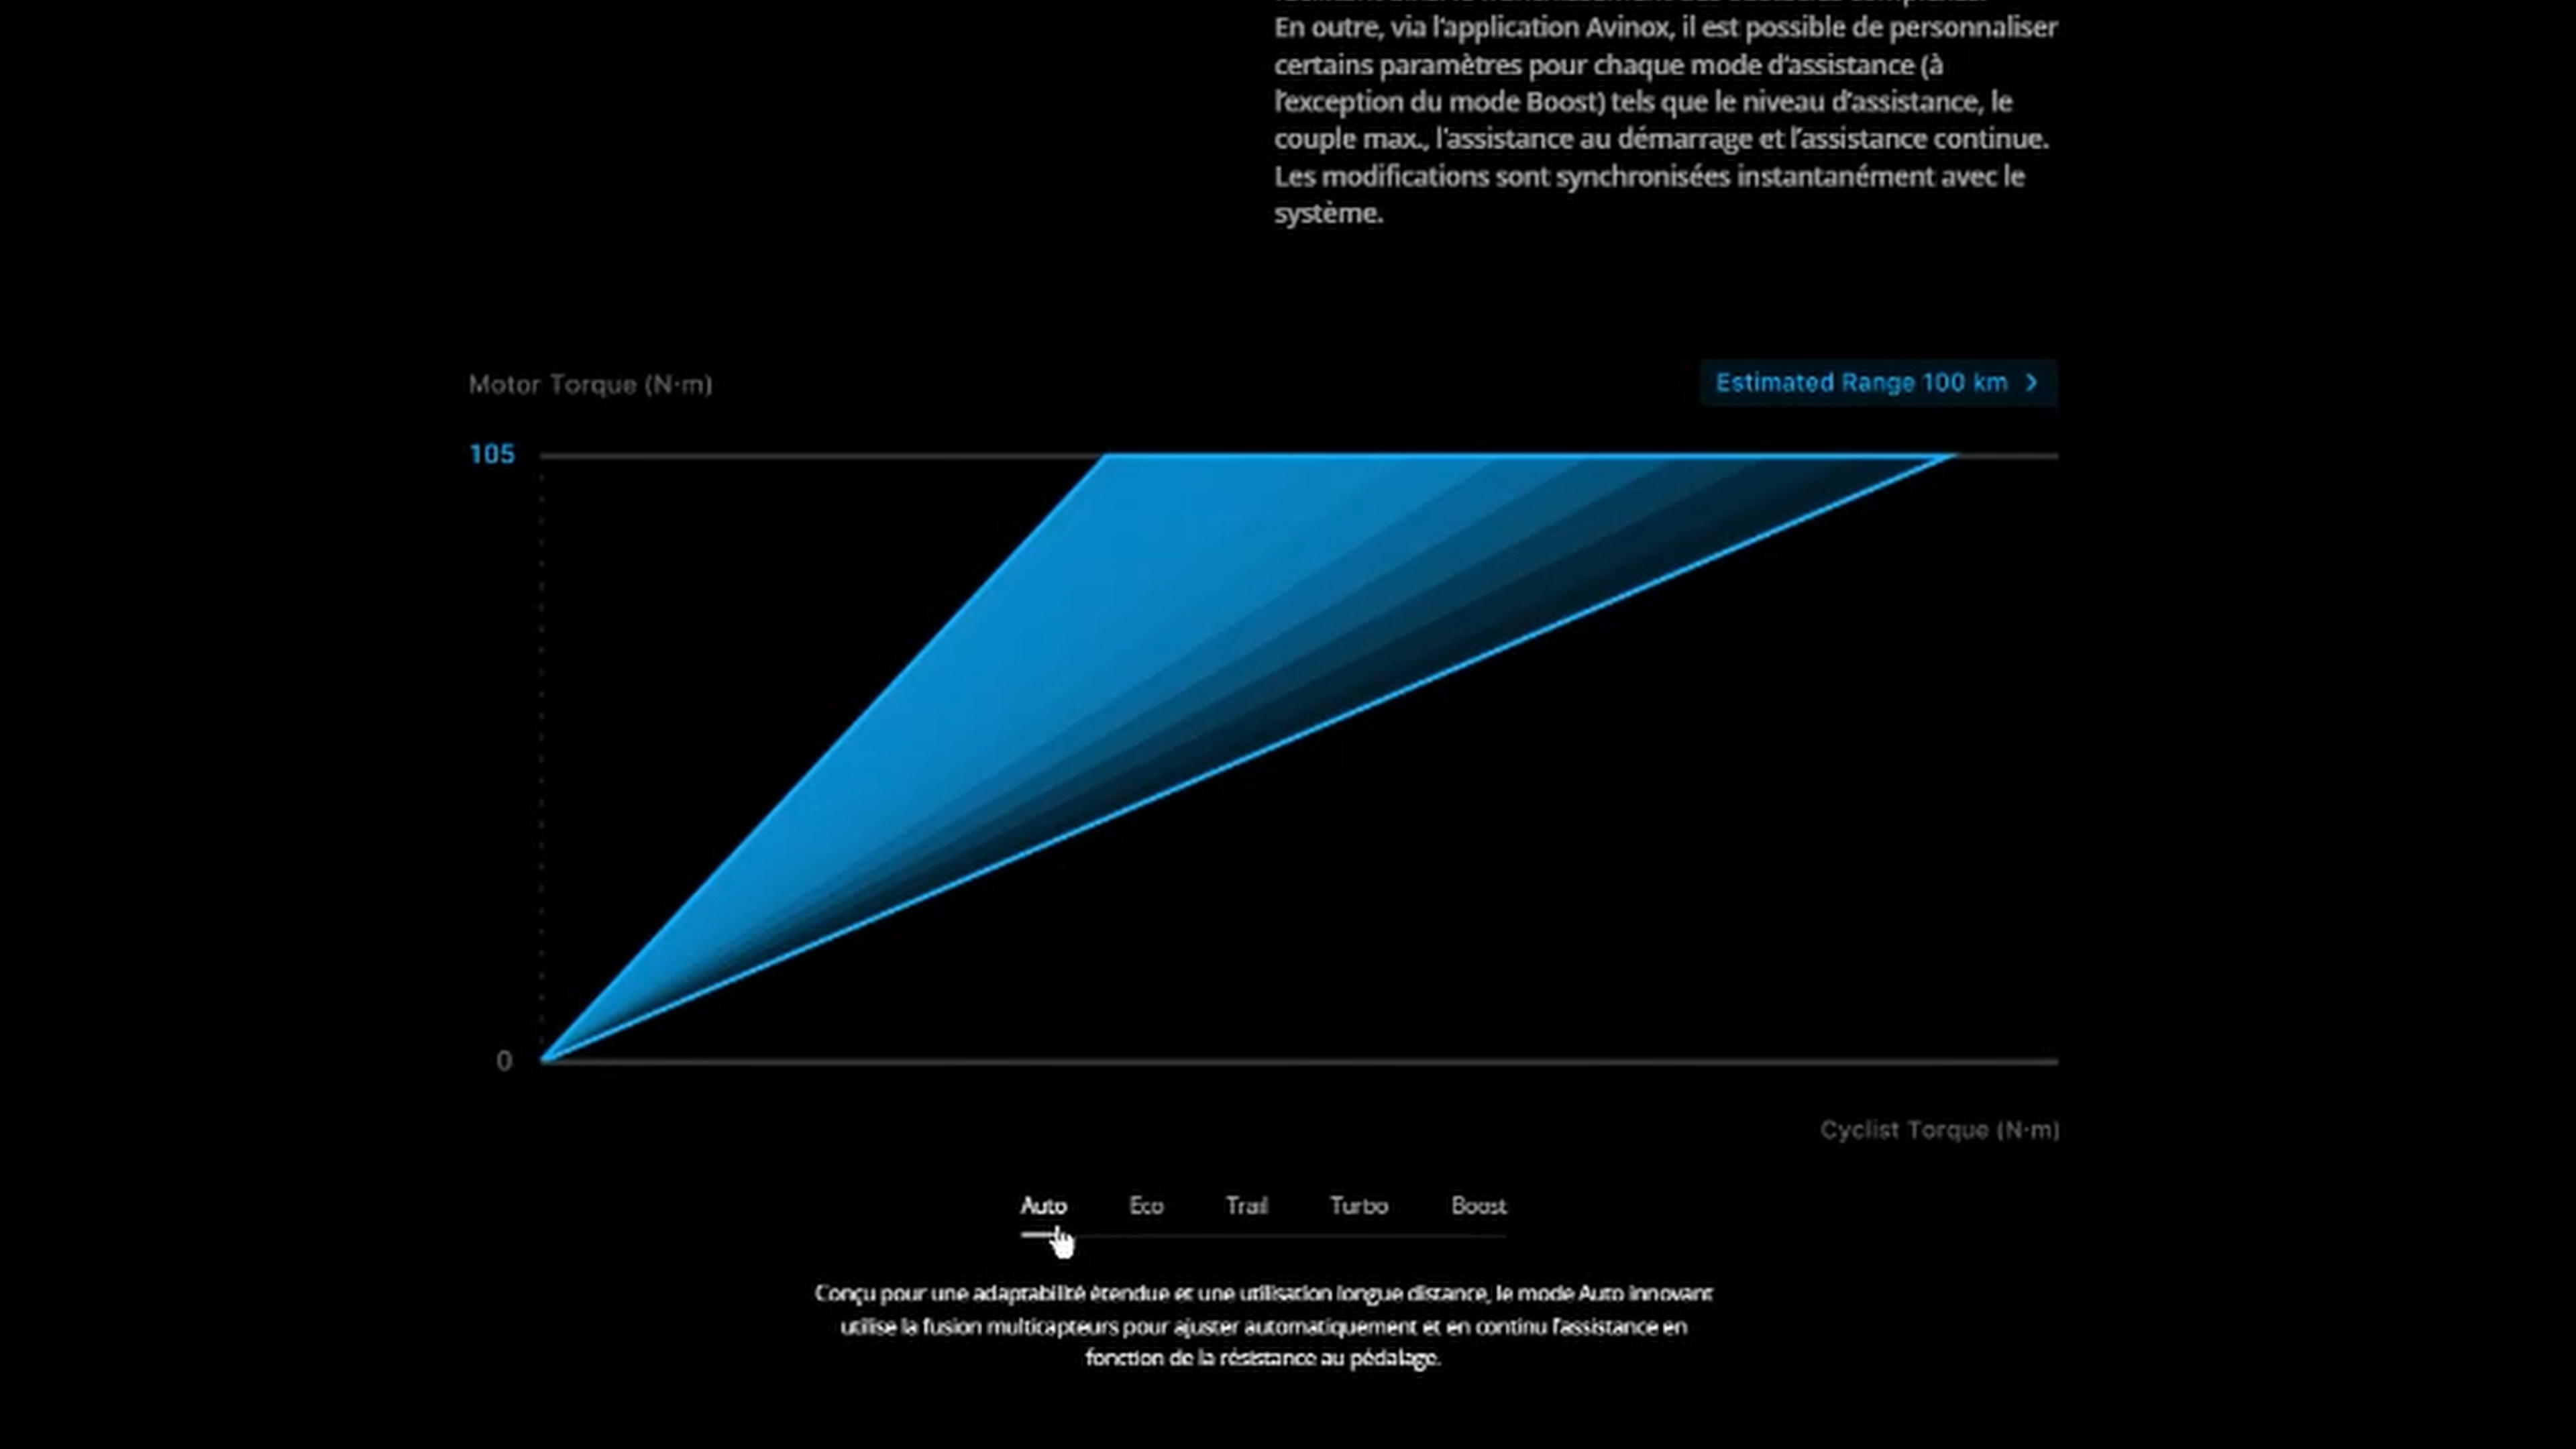 En outre, via l'application Avinox, il est possible de personnaliser
certains paramètres pour chaque mode d'assistance (à
l'exception du mode Boost) tels que le niveau d'assistance, le
couple max., l'assistance au démarrage et l'assistance continue.
Les modifications sont synchronisées instantanément avec le
système.
Motor Torque (N·m)
Estimated Range 100 km >
105
0
Cyclist Torque (N·m)
Auto Eco Trail Turbo Boost
Conçu pour une adaptabilité étendue et une utilisation longue distance, le mode Auto innovant
utilise la fusion multicapteurs pour ajuster automatiquement et en continu l'assistance en
fonction de la résistance au pédalage.